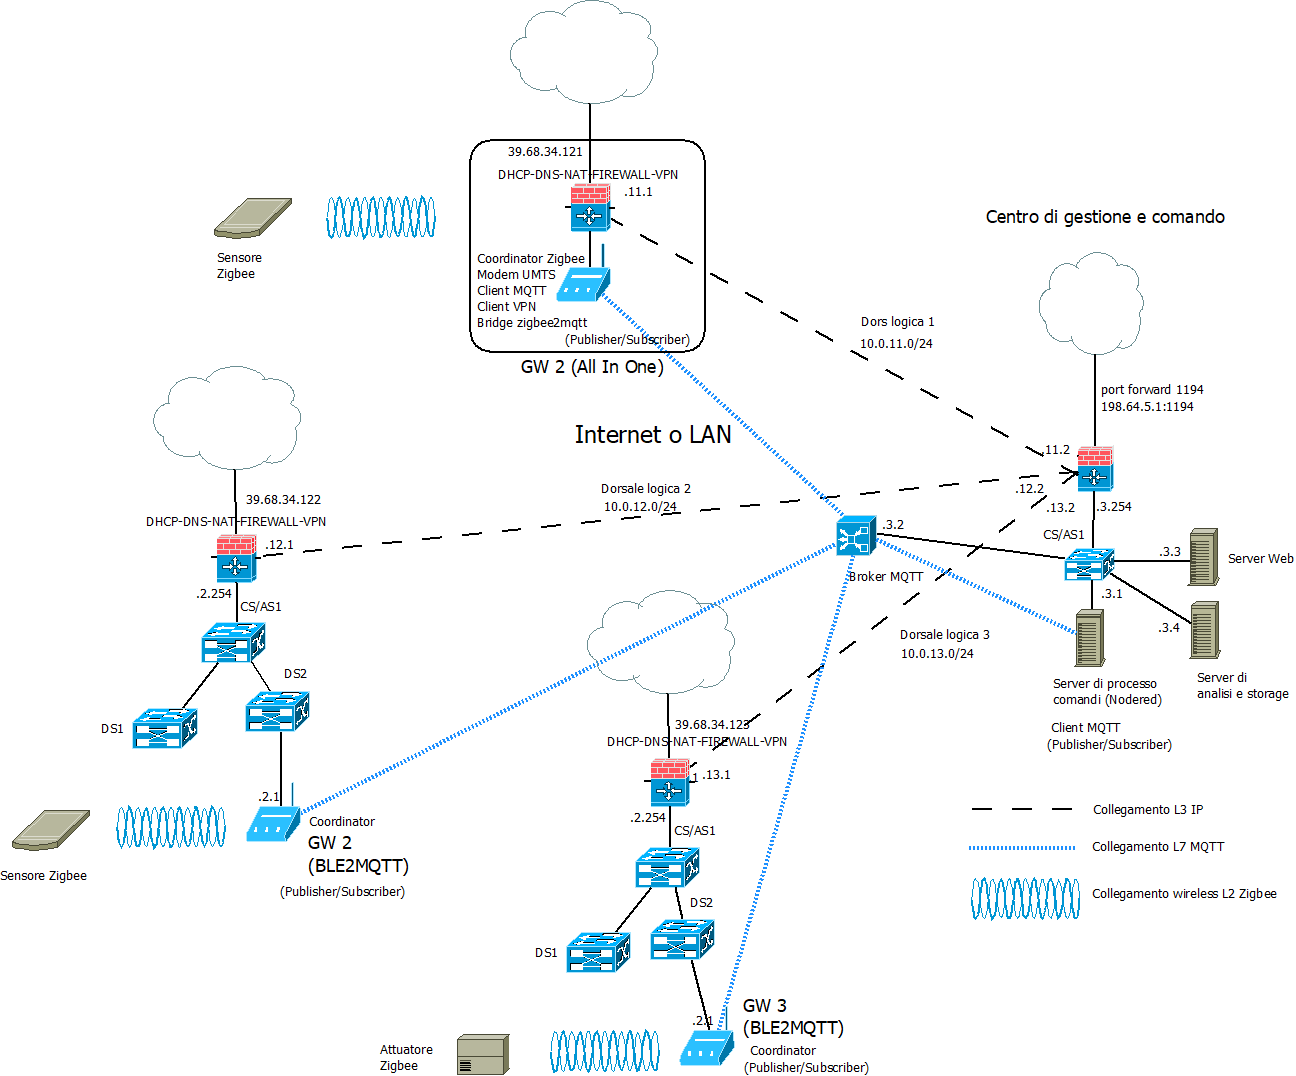 39.68.34.121
DHCP-DNS-NAT-FIREWALL-VPN
.11.1
Sensore
Zigbee
Coordinator Zigbee
Modem UMTS
Client MQTT
Client VPN
Bridge zigbee2mqtt
(Publisher/Subscriber)
GW 2 (All In One)
Centro di gestione e comando
Dors logica 1
10.0.11.0/24
port forward 1194
198.64.5.1:1194
Internet o LAN
.11.2
.12.2
.13.2
.3.254
CS/AS1
Dorsale logica 2
10.0.12.0/24
39.68.34.122
DHCP-DNS-NAT-FIREWALL-VPN
.12.1
.2.254
CS/AS1
DS2
DS1
.3.2
Broker MQTT
.3.3
Server Web
.3.1
.3.4
Server di
analisi e storage
Server di processo
comandi (Nodered)
Client MQTT
(Publisher/Subscriber)
Dorsale logica 3
10.0.13.0/24
39.68.34.123
DHCP-DNS-NAT-FIREWALL-VPN
.1
.13.1
.2.254
CS/AS1
DS2
DS1
.2.1
Coordinator
GW 2
(BLE2MQTT)
(Publisher/Subscriber)
Sensore Zigbee
Collegamento L3 IP
Collegamento L7 MQTT
Collegamento wireless L2 Zigbee
.2.1
GW 3
(BLE2MQTT)
Coordinator
(Publisher/Subscriber)
Attuatore
Zigbee